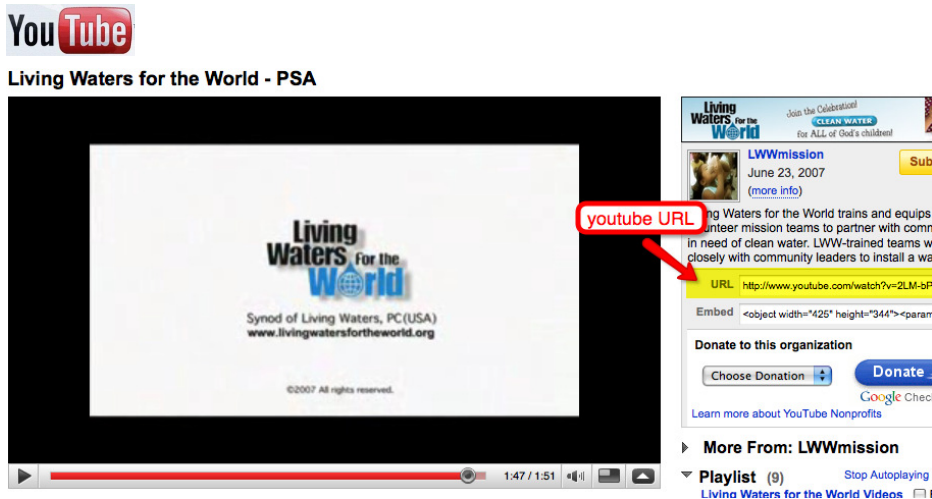 You Tube
Living Waters for the World - PSA
Living
Waters For the
World
Join the Celebration!
CLEAN WATER
for ALL of God's children!
LWWmission
June 23, 2007
(more info)
Sub
youtube URL
ng Waters for the World trains and equips
unteer mission teams to partner with comm
in need of clean water. LWW-trained teams w
closely with community leaders to install a wa
URL http://www.youtube.com/watch?v=2LM-bP
Embed <object width="425" height="344"><param
Living
Waters For the
World
Synod of Living Waters, PC(USA)
www.livingwatersfortheworld.org
©2007 All rights reserved.
Donate to this organization
Choose Donation
Donate
Google Chec
Learn more about YouTube Nonprofits
More From: LWWmission
1:47 / 1:51
Playlist (9) Stop Autoplaying
Living Waters for the World Videos